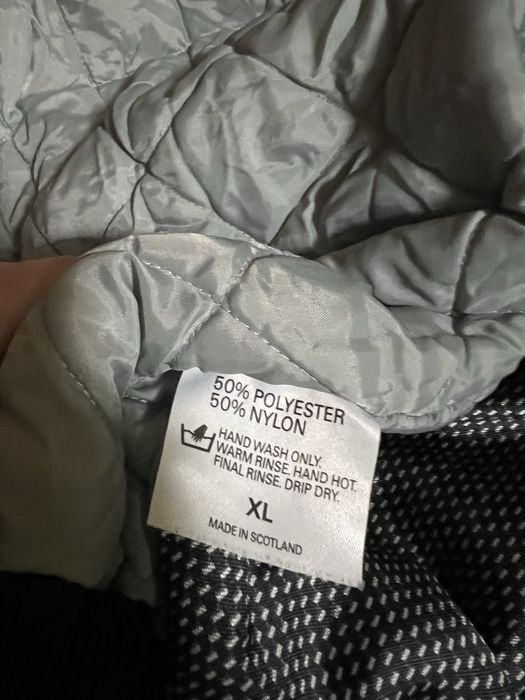 50% POLYESTER
50% NYLON
HAND WASH ONLY.
WARM RINSE. HAND HOT.
FINAL RINSE. DRIP DRY.
XL
MADE IN SCOTLAND